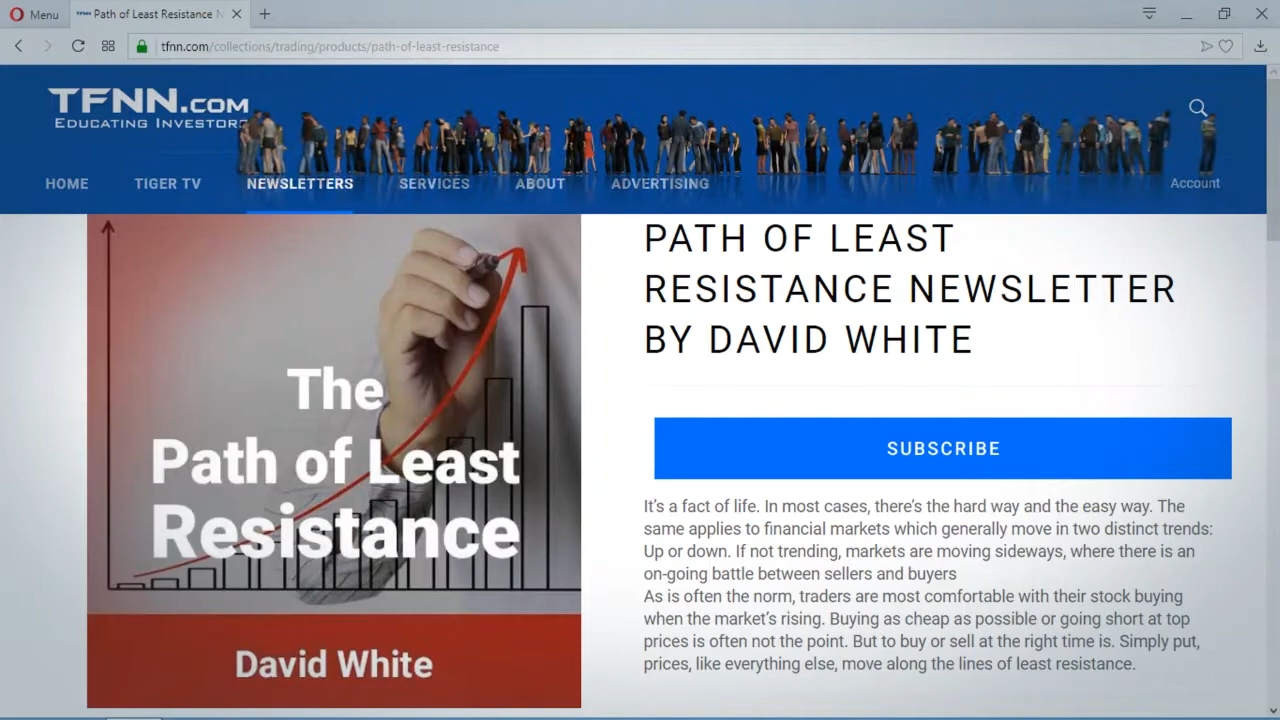 Menu
Path of Least Resistance N
tfnn.com/collections/trading/products/path-of-least-resistance
TFNN.COM
EDUCATING INVESTORS
HOME TIGER TV NEWSLETTERS SERVICES ABOUT ADVERTISING Account
The
Path of Least
Resistance
David White
PATH OF LEAST
RESISTANCE NEWSLETTER
BY DAVID WHITE
SUBSCRIBE
It's a fact of life. In most cases, there's the hard way and the easy way. The
same applies to financial markets which generally move in two distinct trends:
Up or down. If not trending, markets are moving sideways, where there is an
on-going battle between sellers and buyers
As is often the norm, traders are most comfortable with their stock buying
when the market's rising. Buying as cheap as possible or going short at top
prices is often not the point. But to buy or sell at the right time is. Simply put,
prices, like everything else, move along the lines of least resistance.